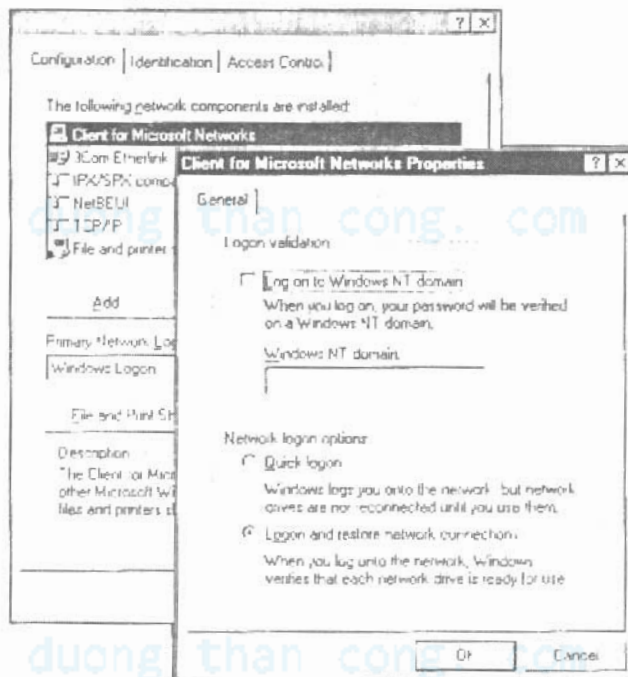 Configuration
Identification
Access Control
The following network components are installed:
Client for Microsoft Networks
3Com Etherlink
IPX/SPX compa
NetBEUI
TCP/IP
File and printer s
Add
Primary Network Log
Windows Logon
File and Print Sh
Description
The Client for Micr
other Microsoft Wi
files and printers sh
Client for Microsoft Networks Properties
General
Logon validation
Log on to Windows NT domain
When you log on, your password will be verified
on a Windows NT domain.
Windows NT domain:
Network logon options
Quick logon
Windows logs you onto the network, but network
drives are not reconnected until you use them.
Logon and restore network connections
When you log onto the network, Windows
verifies that each network drive is ready for use
OK
Cancel
duong than cong. com
duong than cong. com